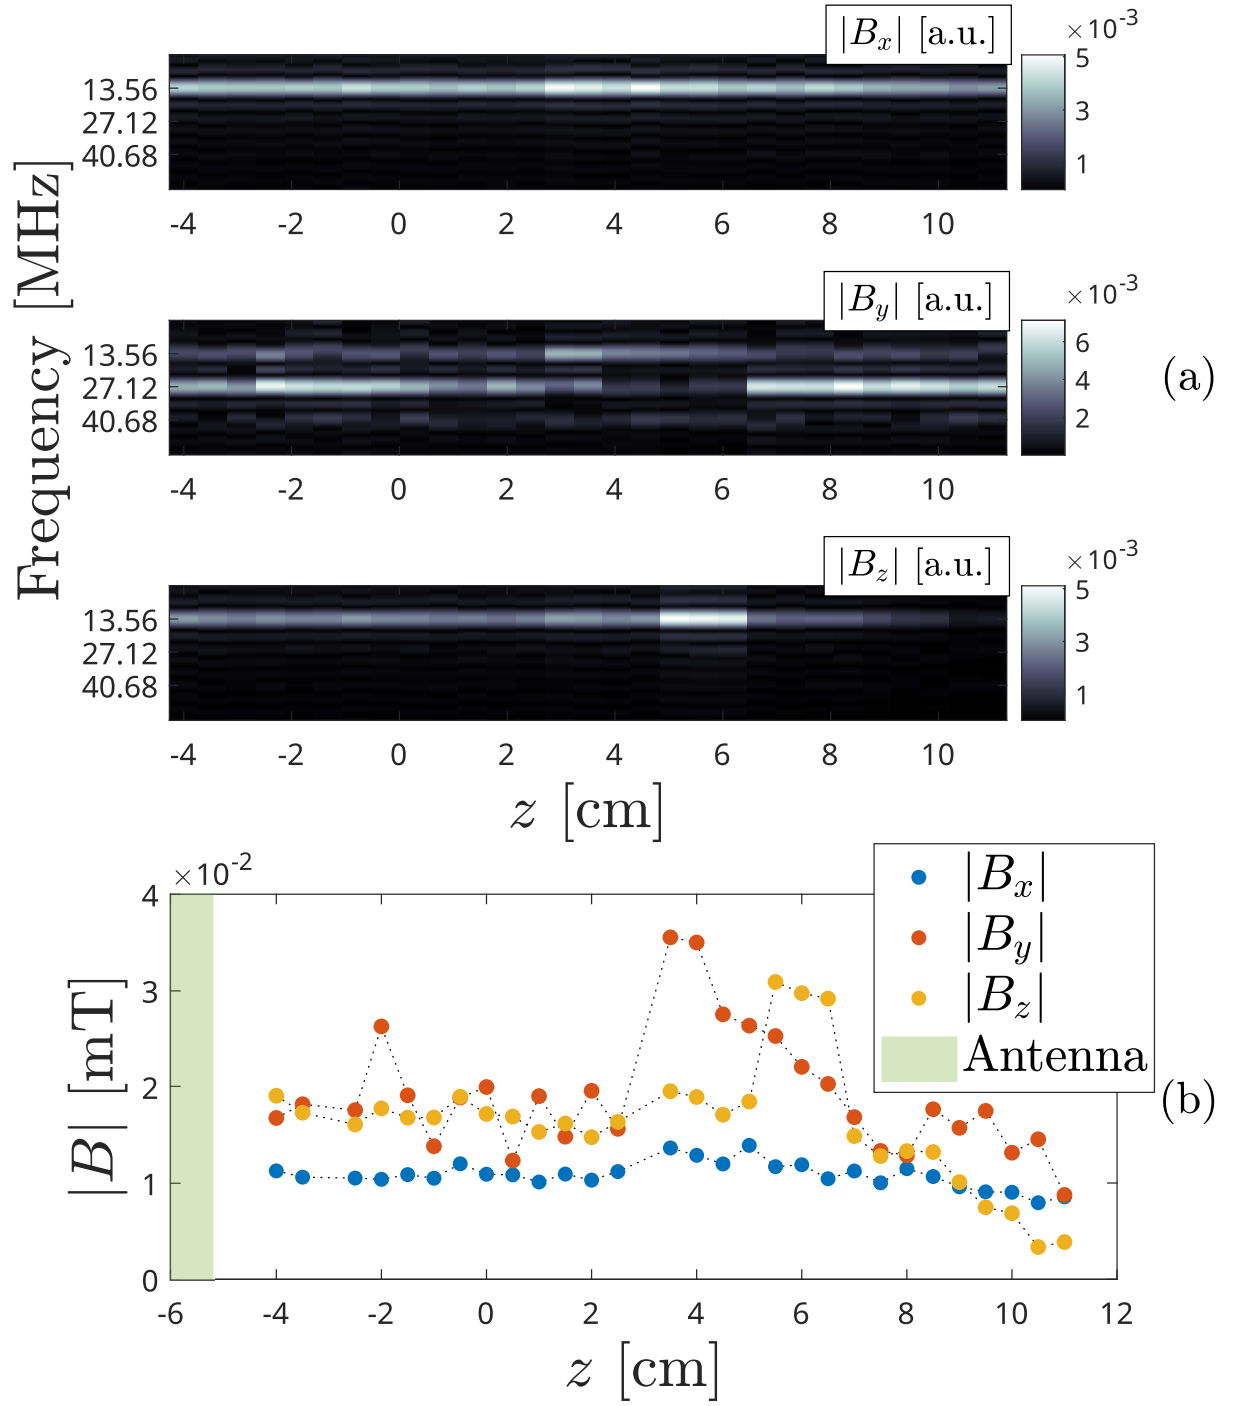 |Bx| [a.u.]
×10-3
13.56
27.12
40.68
5
3
1
-4 -2 0 2 4 6 8 10
|By| [a.u.]
×10-3
13.56
27.12
40.68
6
4
2
-4 -2 0 2 4 6 8 10
(a)
|Bz| [a.u.]
×10-3
13.56
27.12
40.68
5
3
1
-4 -2 0 2 4 6 8 10
Frequency [MHz]
z [cm]
×10-2
4
3
2
1
0
|B| [mT]
|Bx|
|By|
|Bz|
Antenna
(b)
-6 -4 -2 0 2 4 6 8 10 12
z [cm]